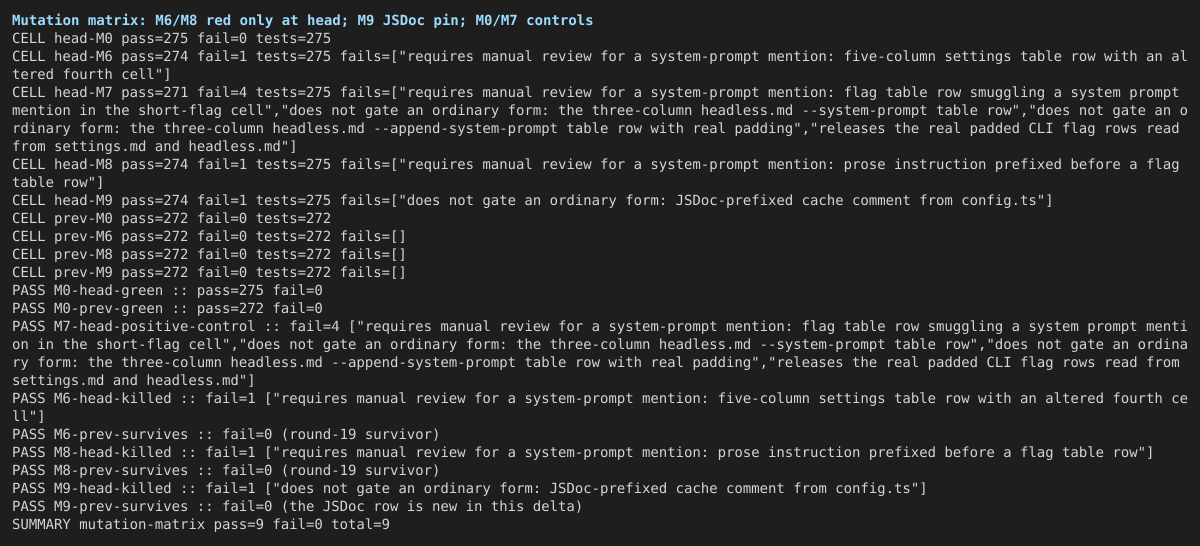 Mutation matrix: M6/M8 red only at head; M9 JSDoc pin; M0/M7 controls
CELL head-M0 pass=275 fail=0 tests=275
CELL head-M6 pass=274 fail=1 tests=275 fails=["requires manual review for a system-prompt mention: five-column settings table row with an al
tered fourth cell"]
CELL head-M7 pass=271 fail=4 tests=275 fails=["requires manual review for a system-prompt mention: flag table row smuggling a system prompt
mention in the short-flag cell","does not gate an ordinary form: the three-column headless.md --system-prompt table row","does not gate an o
rdinary form: the three-column headless.md --append-system-prompt table row with real padding","releases the real padded CLI flag rows read
from settings.md and headless.md"]
CELL head-M8 pass=274 fail=1 tests=275 fails=["requires manual review for a system-prompt mention: prose instruction prefixed before a flag
table row"]
CELL head-M9 pass=274 fail=1 tests=275 fails=["does not gate an ordinary form: JSDoc-prefixed cache comment from config.ts"]
CELL prev-M0 pass=272 fail=0 tests=272
CELL prev-M6 pass=272 fail=0 tests=272 fails=[]
CELL prev-M8 pass=272 fail=0 tests=272 fails=[]
CELL prev-M9 pass=272 fail=0 tests=272 fails=[]
PASS M0-head-green :: pass=275 fail=0
PASS M0-prev-green :: pass=272 fail=0
PASS M7-head-positive-control :: fail=4 ["requires manual review for a system-prompt mention: flag table row smuggling a system prompt menti
on in the short-flag cell","does not gate an ordinary form: the three-column headless.md --system-prompt table row","does not gate an ordina
ry form: the three-column headless.md --append-system-prompt table row with real padding","releases the real padded CLI flag rows read from
settings.md and headless.md"]
PASS M6-head-killed :: fail=1 ["requires manual review for a system-prompt mention: five-column settings table row with an altered fourth ce
ll"]
PASS M6-prev-survives :: fail=0 (round-19 survivor)
PASS M8-head-killed :: fail=1 ["requires manual review for a system-prompt mention: prose instruction prefixed before a flag table row"]
PASS M8-prev-survives :: fail=0 (round-19 survivor)
PASS M9-head-killed :: fail=1 ["does not gate an ordinary form: JSDoc-prefixed cache comment from config.ts"]
PASS M9-prev-survives :: fail=0 (the JSDoc row is new in this delta)
SUMMARY mutation-matrix pass=9 fail=0 total=9